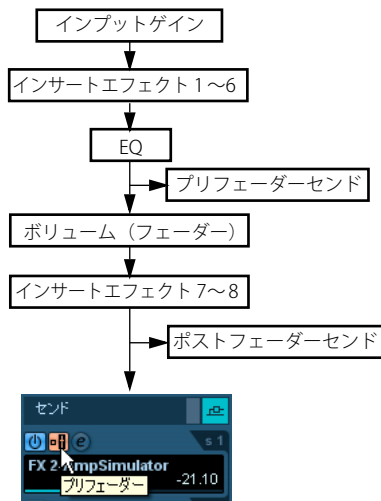 インプットゲイン
インサートエフェクト 1〜6
EQ
プリフェーダーセンド
ボリューム（フェーダー）
インサートエフェクト 7〜8
ポストフェーダーセンド
センド
e
s 1
FX 2-AmpSimulator
-21.10
プリフェーダー